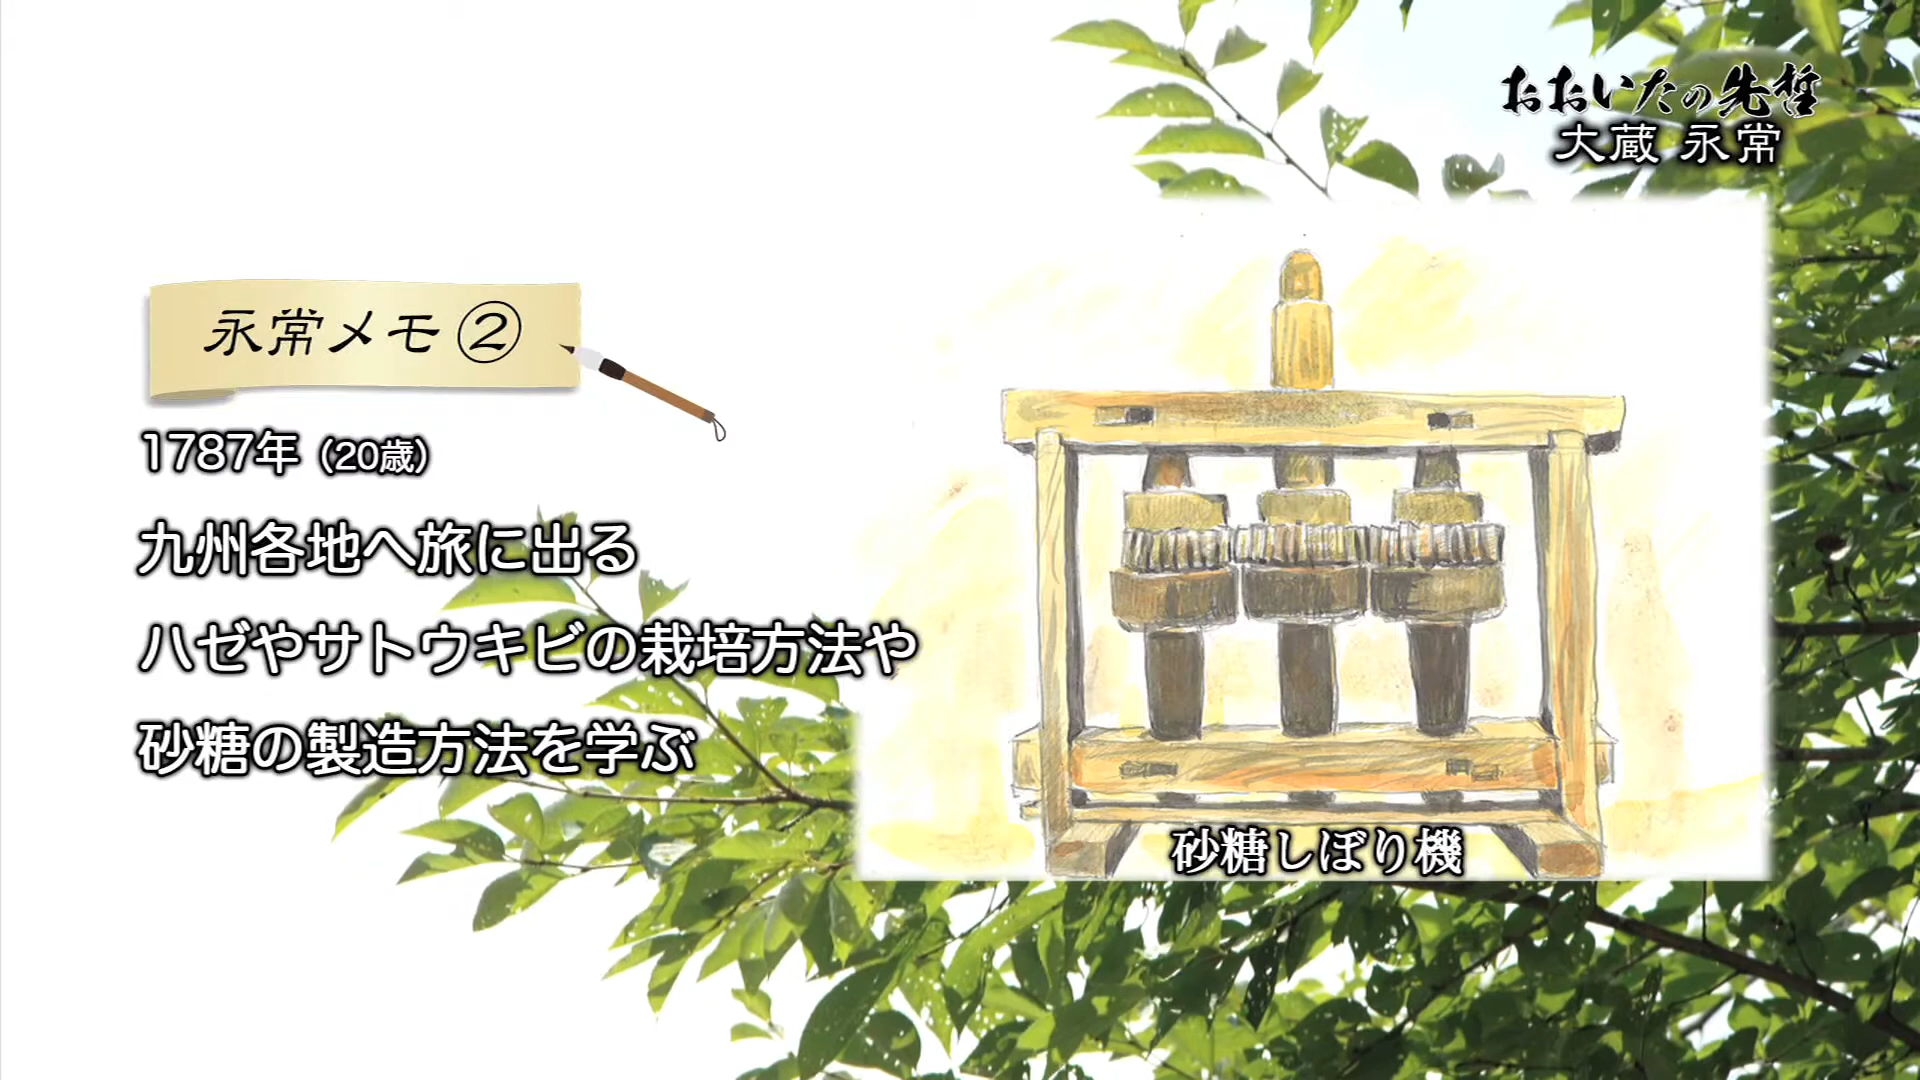 おおいたの先哲
大蔵 永常
永常メモ②
1787年（20歳）
九州各地へ旅に出る
ハゼやサトウキビの栽培方法や
砂糖の製造方法を学ぶ
砂糖しぼり機